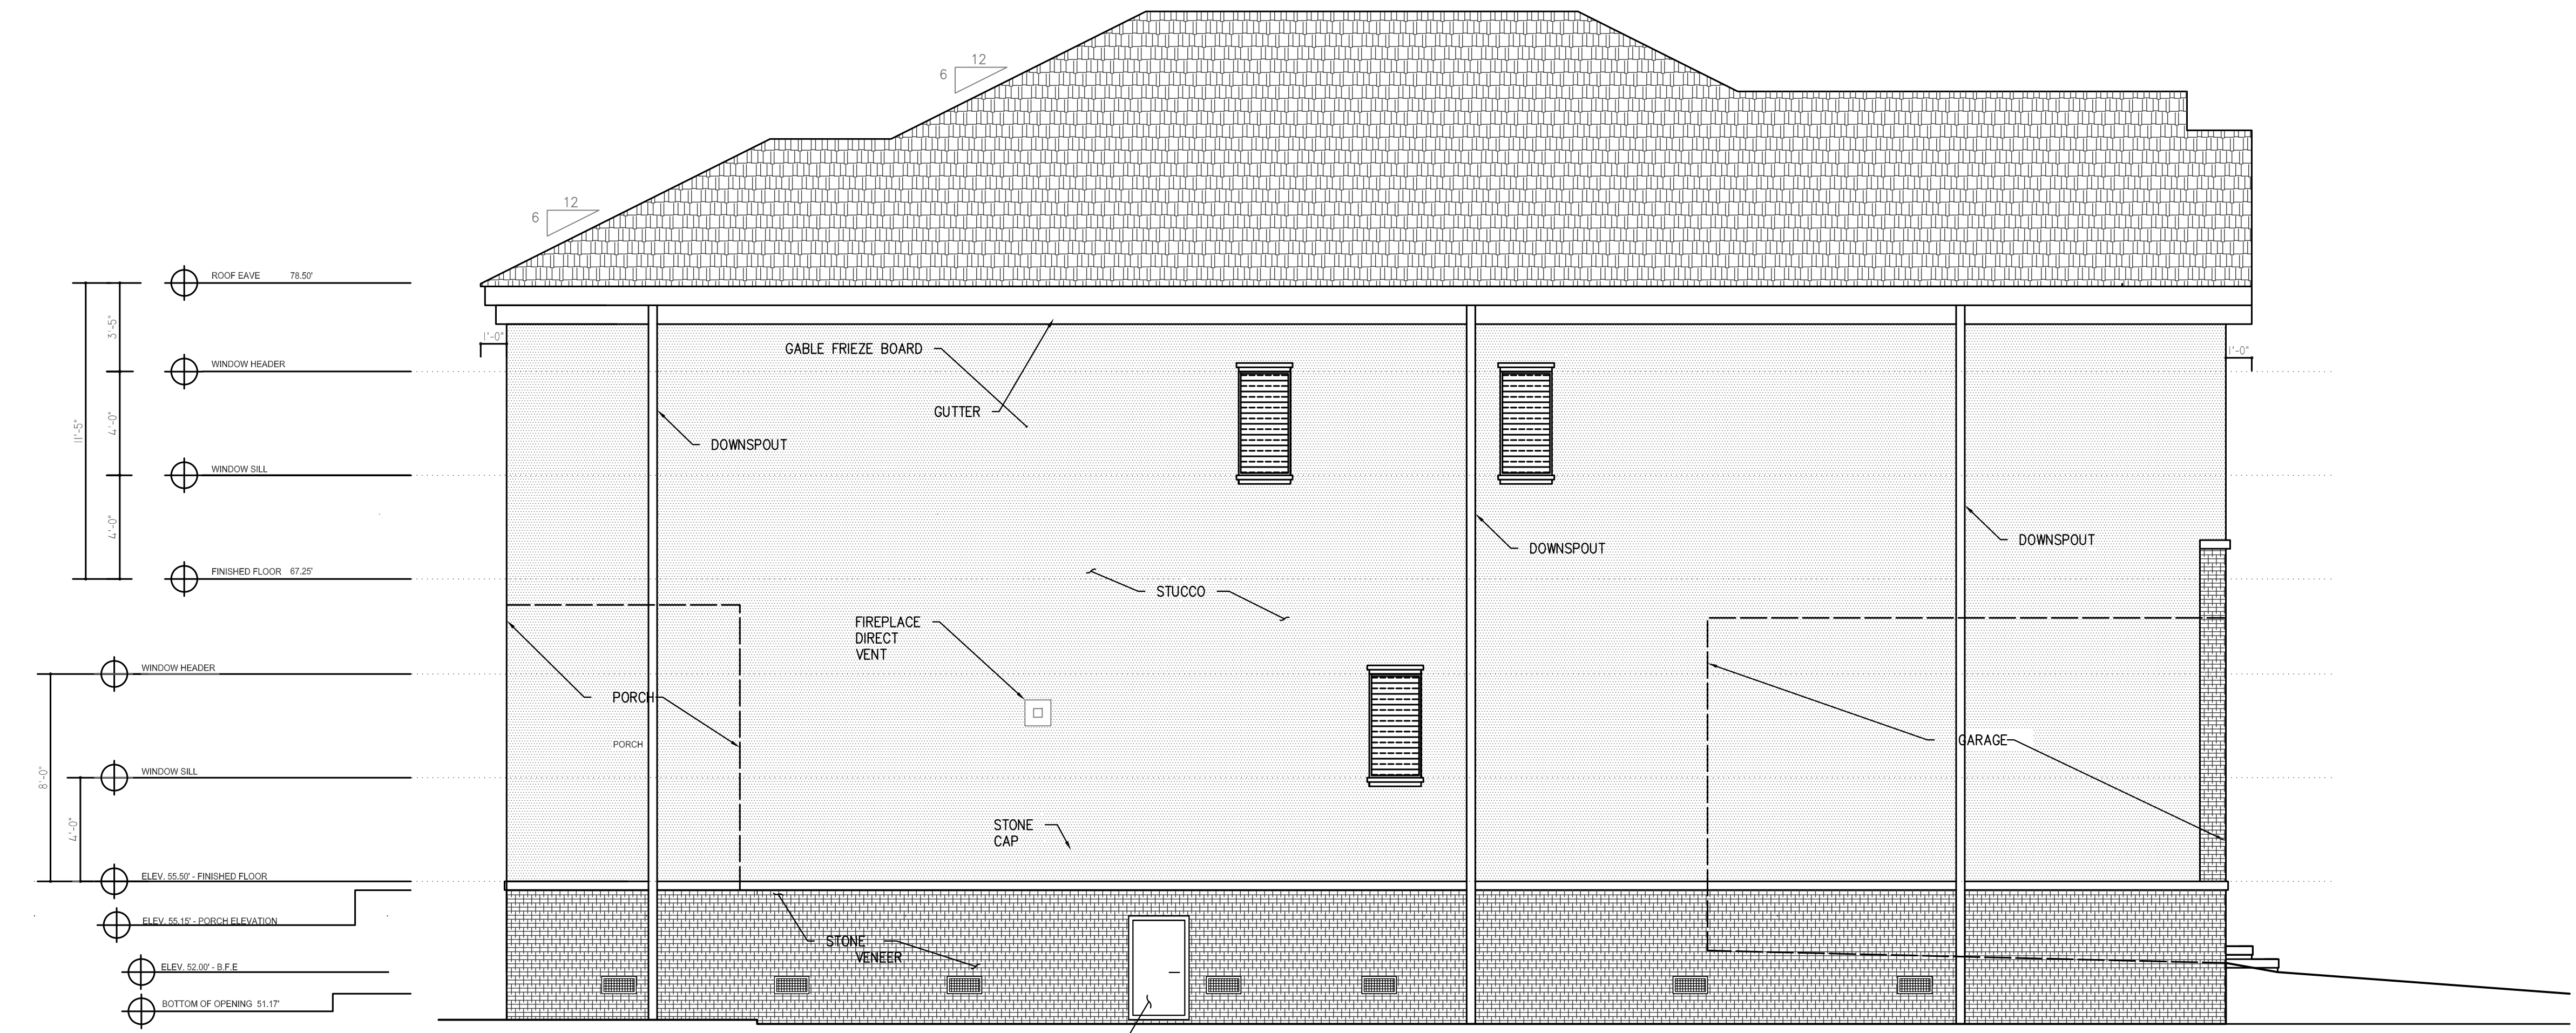 12
6
12
6
ROOF EAVE 78.50'
3'-5"
1'-0"
GABLE FRIEZE BOARD
1'-0"
WINDOW HEADER
GUTTER
4'-0"
11'-5"
DOWNSPOUT
WINDOW SILL
4'-0"
DOWNSPOUT
DOWNSPOUT
FINISHED FLOOR 67.25'
STUCCO
FIREPLACE
DIRECT
VENT
WINDOW HEADER
PORCH
PORCH
GARAGE
WINDOW SILL
8'-0"
4'-0"
STONE
CAP
ELEV. 55.50' - FINISHED FLOOR
ELEV. 55.15' - PORCH ELEVATION
STONE
VENEER
ELEV. 52.00' - B.F.E
BOTTOM OF OPENING 51.17'